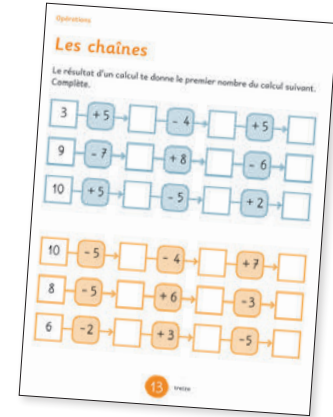 Opérations
Les chaînes
Le résultat d'un calcul te donne le premier nombre du calcul suivant.
Complète.
3 +5 - 4 +5
9 - 7 + 8 - 6
10 +5 - 5 + 2
10 - 5 - 4 +7
8 - 5 + 6 -3
6 -2 + 3 -5
13 treize